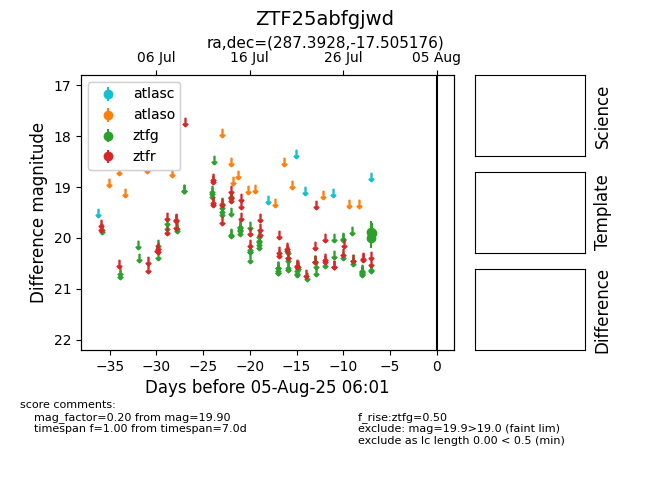 ZTF25abfgjwd
ra,dec=(287.3928,-17.505176)
06 Jul 16 Jul 26 Jul 05 Aug
17
18
19
20
21
22
Difference magnitude
atlasc
atlaso
ztfg
ztfr
−35 −30 −25 −20 −15 −10 −5 0
Days before 05-Aug-25 06:01
Science
Template
Difference
score comments:
mag_factor=0.20 from mag=19.90
timespan f=1.00 from timespan=7.0d
f_rise:ztfg=0.50
exclude: mag=19.9>19.0 (faint lim)
exclude as lc length 0.00 < 0.5 (min)